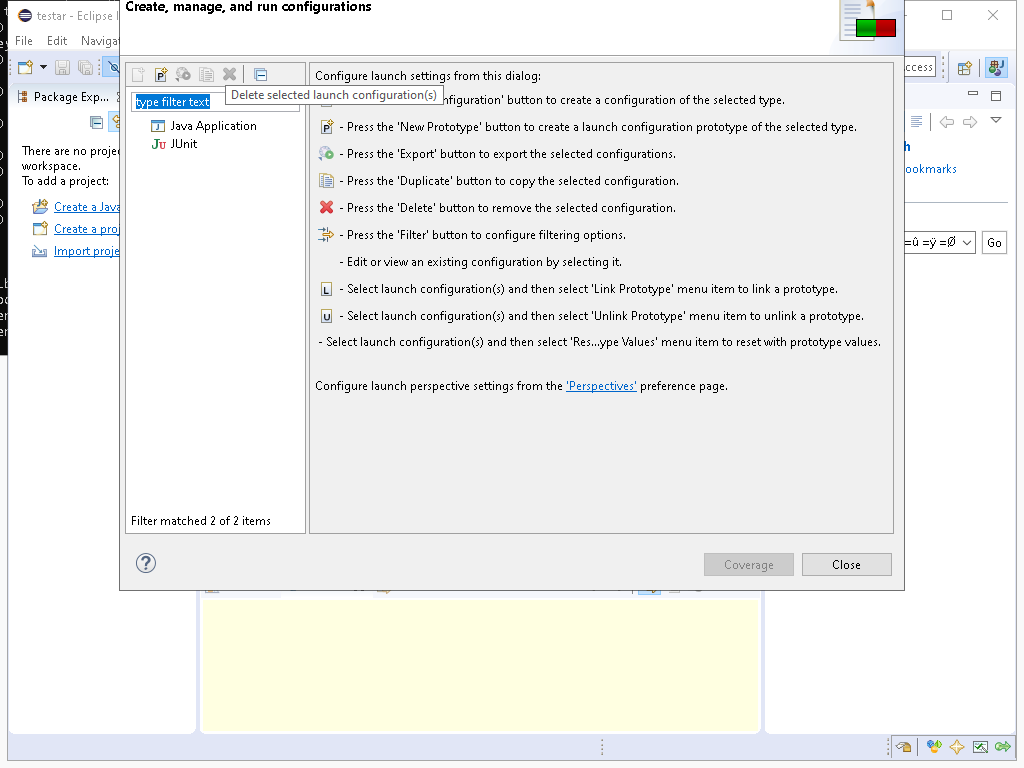 testar - Eclipse I
Create, manage, and run configurations
File Edit Navigat
Package Exp...
There are no proje
workspace.
To add a project:
Create a Java
Create a proj
Import proje
type filter text
Java Application
JUnit
Filter matched 2 of 2 items
Delete selected launch configuration(s)
Configure launch settings from this dialog:
nfiguration' button to create a configuration of the selected type.
- Press the 'New Prototype' button to create a launch configuration prototype of the selected type.
- Press the 'Export' button to export the selected configurations.
- Press the 'Duplicate' button to copy the selected configuration.
- Press the 'Delete' button to remove the selected configuration.
- Press the 'Filter' button to configure filtering options.
- Edit or view an existing configuration by selecting it.
- Select launch configuration(s) and then select 'Link Prototype' menu item to link a prototype.
- Select launch configuration(s) and then select 'Unlink Prototype' menu item to unlink a prototype.
- Select launch configuration(s) and then select 'Res...ype Values' menu item to reset with prototype values.
Configure launch perspective settings from the 'Perspectives' preference page.
Coverage
Close
ccess
h
ookmarks
=û =ÿ =Ø
Go